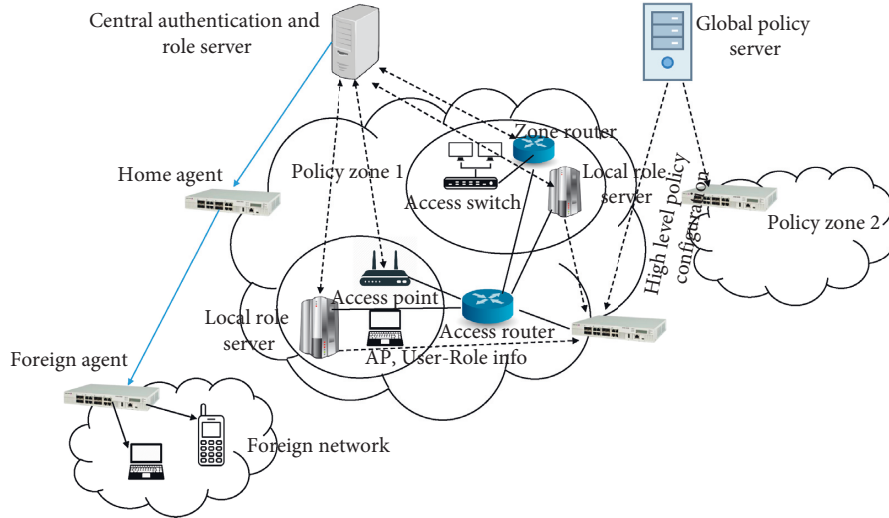 Central authentication and
role server
Global policy
server
Zone router
Home agent
Policy zone 1
Access switch
Local role
server
High level policy
configuration
Policy zone 2
Access point
Local role
server
Access router
AP, User-Role info
Foreign agent
Foreign network